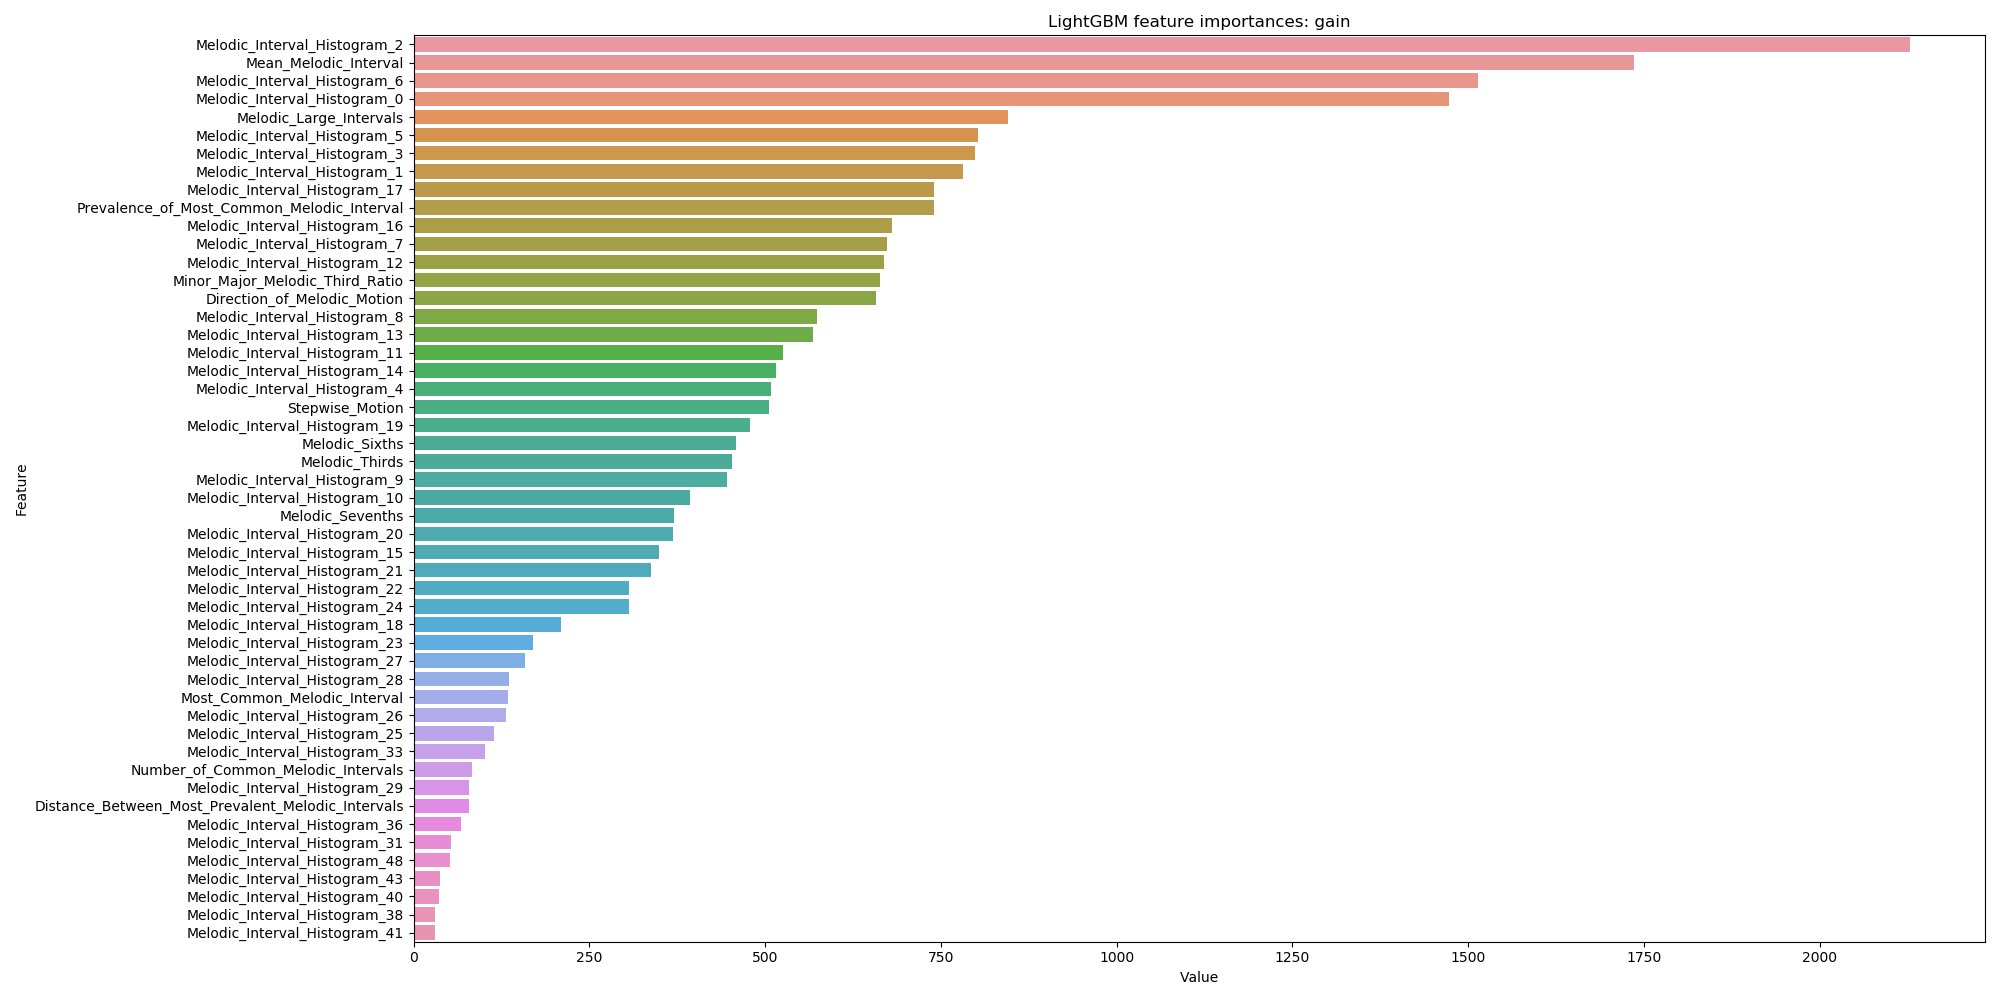 LightGBM feature importances: gain
Melodic_Interval_Histogram_2
Mean_Melodic_Interval
Melodic_Interval_Histogram_6
Melodic_Interval_Histogram_0
Melodic_Large_Intervals
Melodic_Interval_Histogram_5
Melodic_Interval_Histogram_3
Melodic_Interval_Histogram_1
Melodic_Interval_Histogram_17
Prevalence_of_Most_Common_Melodic_Interval
Melodic_Interval_Histogram_16
Melodic_Interval_Histogram_7
Melodic_Interval_Histogram_12
Minor_Major_Melodic_Third_Ratio
Direction_of_Melodic_Motion
Melodic_Interval_Histogram_8
Melodic_Interval_Histogram_13
Melodic_Interval_Histogram_11
Melodic_Interval_Histogram_14
Melodic_Interval_Histogram_4
Stepwise_Motion
Melodic_Interval_Histogram_19
Melodic_Sixths
Melodic_Thirds
Melodic_Interval_Histogram_9
Melodic_Interval_Histogram_10
Melodic_Sevenths
Melodic_Interval_Histogram_20
Melodic_Interval_Histogram_15
Melodic_Interval_Histogram_21
Melodic_Interval_Histogram_22
Melodic_Interval_Histogram_24
Melodic_Interval_Histogram_18
Melodic_Interval_Histogram_23
Melodic_Interval_Histogram_27
Melodic_Interval_Histogram_28
Most_Common_Melodic_Interval
Melodic_Interval_Histogram_26
Melodic_Interval_Histogram_25
Melodic_Interval_Histogram_33
Number_of_Common_Melodic_Intervals
Melodic_Interval_Histogram_29
Distance_Between_Most_Prevalent_Melodic_Intervals
Melodic_Interval_Histogram_36
Melodic_Interval_Histogram_31
Melodic_Interval_Histogram_48
Melodic_Interval_Histogram_43
Melodic_Interval_Histogram_40
Melodic_Interval_Histogram_38
Melodic_Interval_Histogram_41
Feature
0 250 500 750 1000 1250 1500 1750 2000
Value